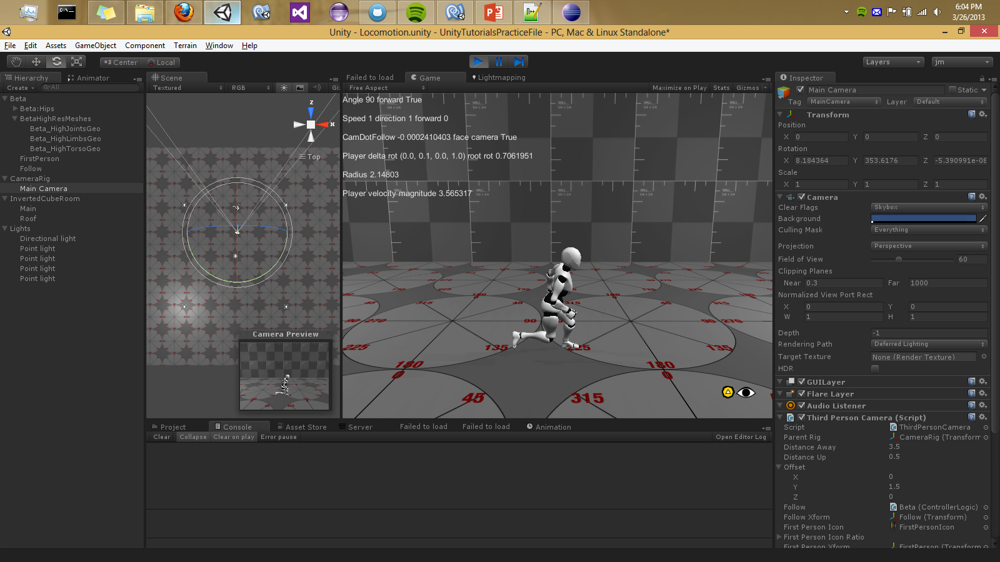 6:04 PM
3/26/2013
Unity - Locomotion.unity - UnityTutorialsPracticeFile - PC, Mac & Linux Standalone*
File Edit Assets GameObject Component Terrain Window Help
Center Local
Layers jm
Hierarchy Animator
Create All
Beta
Beta:Hips
BetaHighResMeshes
Beta_HighJointsGeo
Beta_HighLimbsGeo
Beta_HighTorsoGeo
FirstPerson
Follow
CameraRig
Main Camera
InvertedCubeRoom
Main
Roof
Lights
Directional light
Point light
Point light
Point light
Point light
Scene
Textured RGB Gi
z
x
Top
Camera Preview
Failed to load Game Lightmapping
Free Aspect Maximize on Play Stats Gizmos
Angle 90 forward True
Speed 1 direction 1 forward 0
CamDotFollow -0.0002410403 face camera True
Player delta rot (0.0, 0.1, 0.0, 1.0) root rot 0.7061951
Radius 2.14803
Player velocity magnitude 3.565317
45 315
90 270
90 270
225 135 225 135
180 180
0 0
45 315
Project Console Asset Store Server Failed to load Failed to load Animation
Clear Collapse Clear on play Error pause Open Editor Log
Inspector
Main Camera Static
Tag MainCamera Layer Default
Transform
Position
X 0 Y 0 Z 0
Rotation
X 8.184364 Y 353.6176 Z -5.390991e-08
Scale
X 1 Y 1 Z 1
Camera
Clear Flags Skybox
Background
Culling Mask Everything
Projection Perspective
Field of View 60
Clipping Planes
Near 0.3 Far 1000
Normalized View Port Rect
X 0 Y 0
W 1 H 1
Depth -1
Rendering Path Deferred Lighting
Target Texture None (Render Texture)
HDR
GUILayer
Flare Layer
Audio Listener
Third Person Camera (Script)
Script ThirdPersonCamera
Parent Rig CameraRig (Transform
Distance Away 3.5
Distance Up 0.5
Offset
X 0
Y 1.5
Z 0
Follow Beta (ControllerLogic)
Follow Xform Follow (Transform)
First Person Icon FirstPersonIcon
First Person Icon Ratio
First Person Xform FirstPerson (Transform